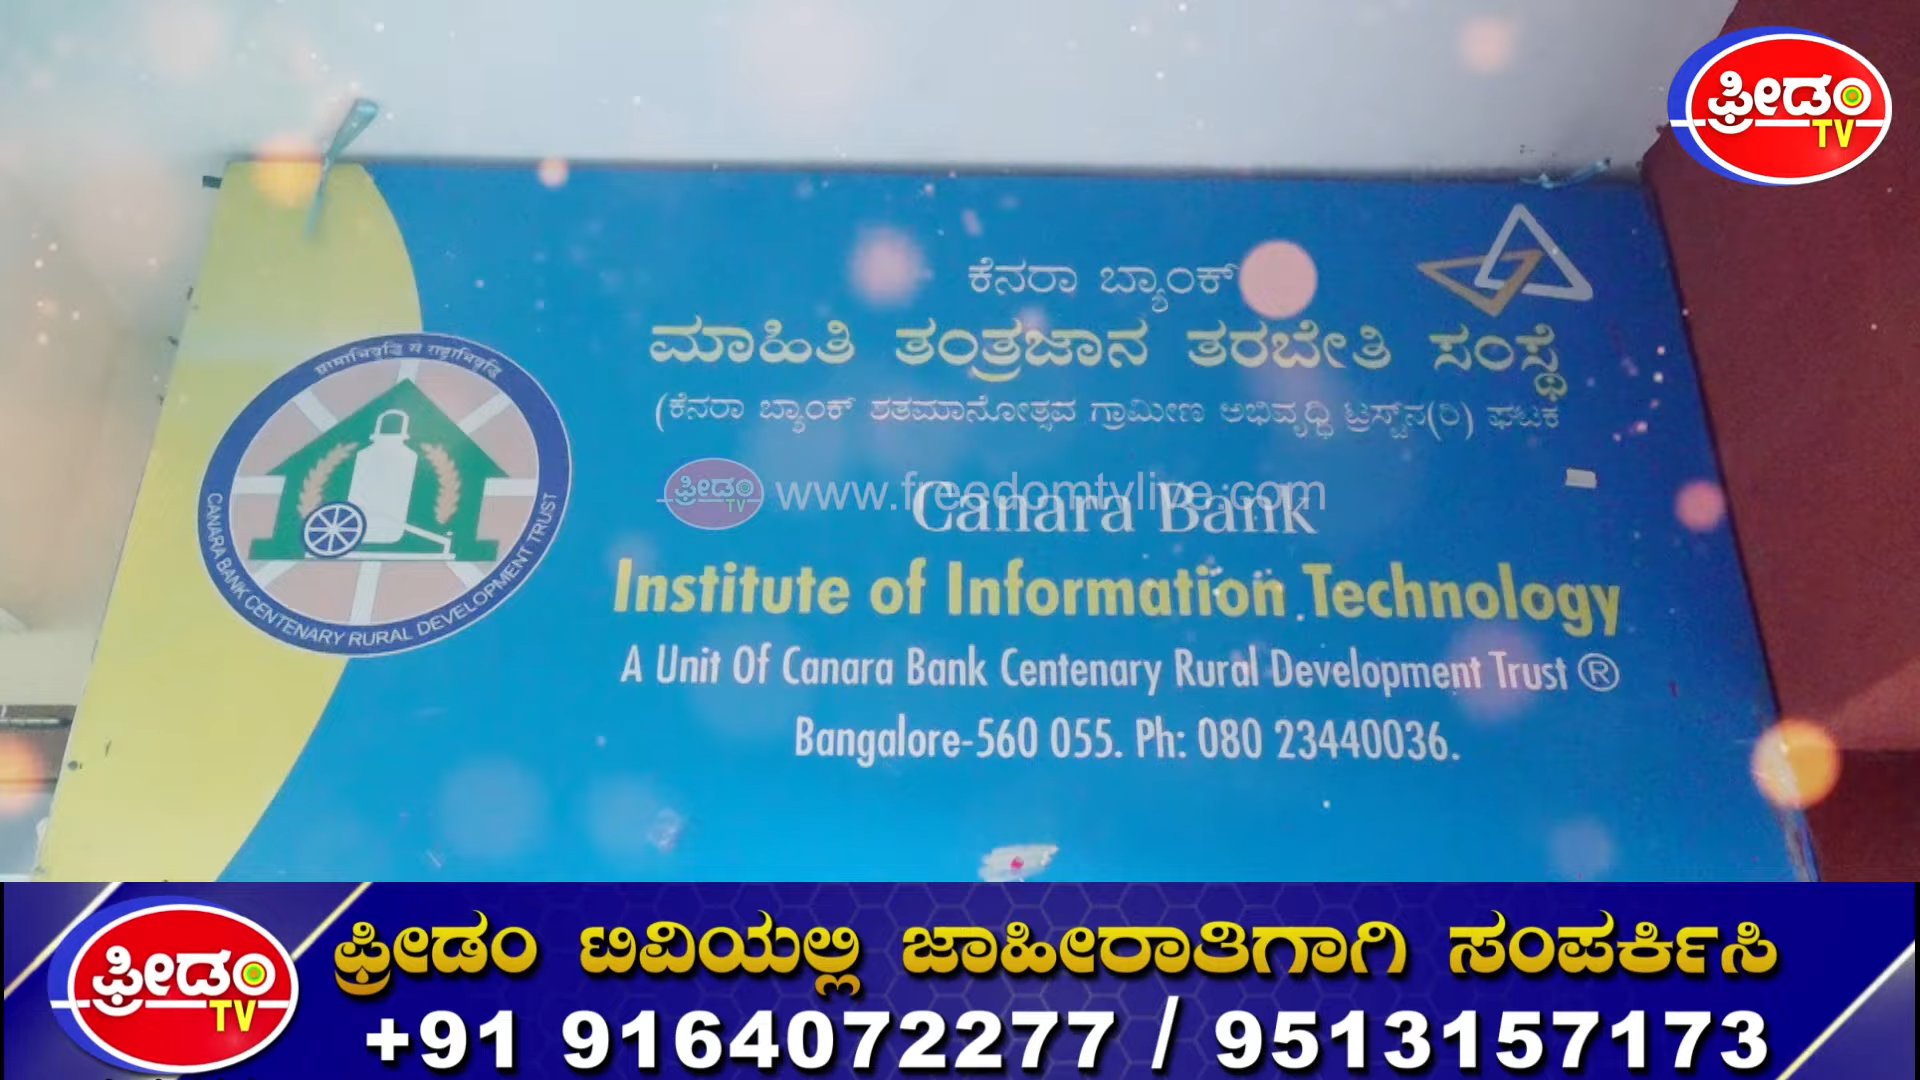 ಫ್ರೀಡಂ
TV
ಕೆನರಾ ಬ್ಯಾಂಕ್
ಮಾಹಿತಿ ತಂತ್ರಜಾನ ತರಬೇತಿ ಸಂಸ್ಥೆ
(ಕೆನರಾ ಬ್ಯಾಂಕ್ ಶತಮಾನೋತ್ಸವ ಗ್ರಾಮೀಣ ಅಭಿವೃದ್ಧಿ ಟ್ರಸ್ಟ್‌ನ(ರಿ) ಘಟಕ
ग्रामाभिवृद्धि से राष्ट्राभिवृद्धि
CANARA BANK CENTENARY RURAL DEVELOPMENT TRUST
ಫ್ರೀಡಂ TV www.freedomtvlive.com
Canara Bank
Institute of Information Technology
A Unit Of Canara Bank Centenary Rural Development Trust ®
Bangalore-560 055. Ph: 080 23440036.
ಫ್ರೀಡಂ
TV
ಫ್ರೀಡಂ ಟಿವಿಯಲ್ಲಿ ಜಾಹೀರಾತಿಗಾಗಿ ಸಂಪರ್ಕಿಸಿ
+91 9164072277 / 9513157173